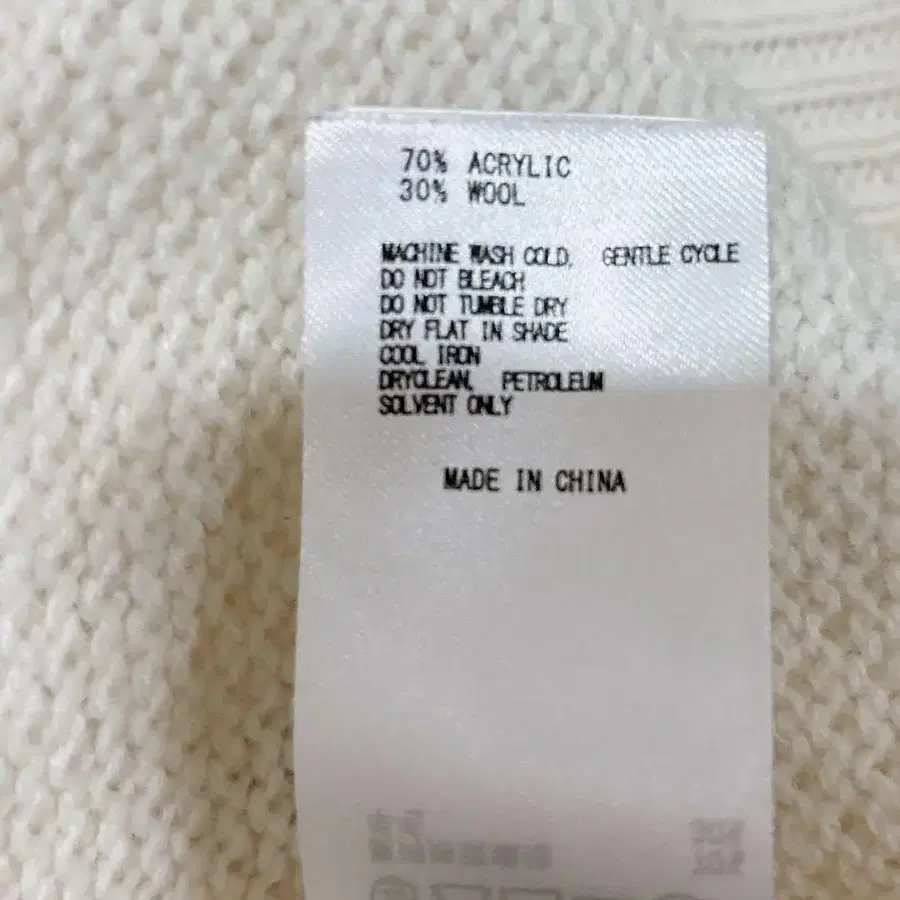 70% ACRYLIC
30% WOOL
MACHINE WASH COLD, GENTLE CYCLE
DO NOT BLEACH
DO NOT TUMBLE DRY
DRY FLAT IN SHADE
COOL IRON
DRYCLEAN, PETROLEUM
SOLVENT ONLY
MADE IN CHINA